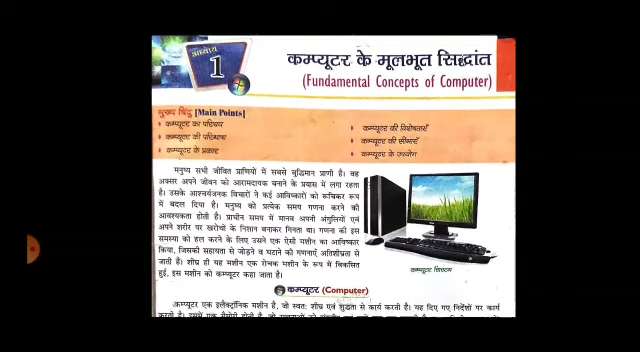 अध्याय
1
कम्प्यूटर के मूलभूत सिद्धांत
(Fundamental Concepts of Computer)
मुख्य बिंदु [Main Points]
कम्प्यूटर का परिचय
कम्प्यूटर की परिभाषा
कम्प्यूटर के प्रकार
कम्प्यूटर की विशेषताएँ
कम्प्यूटर की सीमाएँ
कम्प्यूटर के उपयोग
मनुष्य सभी जीवित प्राणियों में सबसे बुद्धिमान प्राणी है। वह
अक्सर अपने जीवन को आरामदायक बनाने के प्रयास में लगा रहता
है। उसके आश्चर्यजनक विचारों ने कई आविष्कारों को रूचिकर रूप
में बदल दिया है। मनुष्य को प्रत्येक समय गणना करने की
आवश्यकता होती है। प्राचीन समय में मानव अपनी अंगुलियों एवं
अपने शरीर पर खरोंचों के निशान बनाकर गिनता था। गणना की इस
समस्या को हल करने के लिए उसने एक ऐसी मशीन का आविष्कार
किया, जिसकी सहायता से जोड़ने व घटाने की गणनाएँ अतिशीघ्रता से की
जाती हैं। शीघ्र ही यह मशीन एक रोचक मशीन के रूप में विकसित
हुई, इस मशीन को कम्प्यूटर कहा जाता है।
कम्प्यूटर सिस्टम
कम्प्यूटर (Computer)
कम्प्यूटर एक इलैक्ट्रॉनिक मशीन है, जो स्वतः शीघ्र एवं शुद्धता से कार्य करती है। यह दिए गए निर्देशों पर कार्य
करती है। इसमें एक मैमोरी होती है, जो